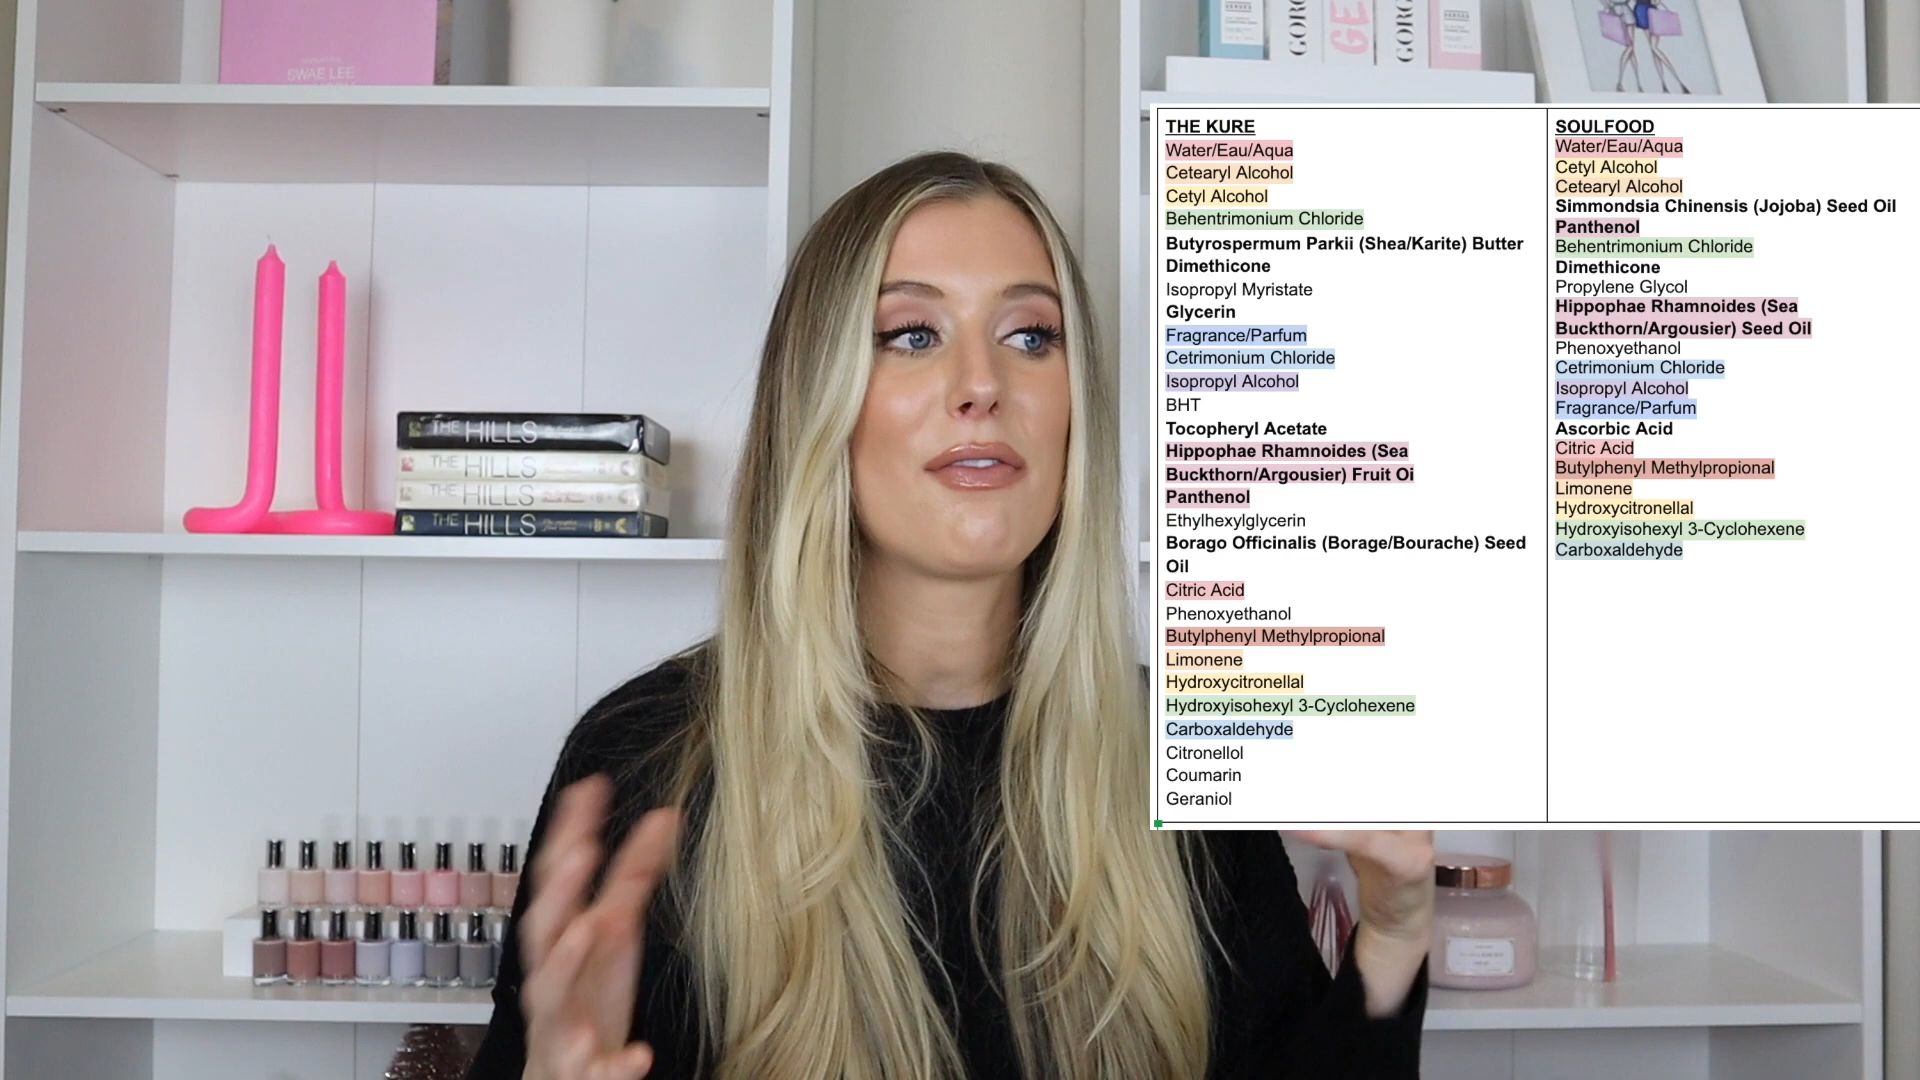 SWAE LEE
GORG
GE
GORG
THE HILLS
THE HILLS
THE HILLS
THE HILLS
THE KURE
Water/Eau/Aqua
Cetearyl Alcohol
Cetyl Alcohol
Behentrimonium Chloride
Butyrospermum Parkii (Shea/Karite) Butter
Dimethicone
Isopropyl Myristate
Glycerin
Fragrance/Parfum
Cetrimonium Chloride
Isopropyl Alcohol
BHT
Tocopheryl Acetate
Hippophae Rhamnoides (Sea
Buckthorn/Argousier) Fruit Oi
Panthenol
Ethylhexylglycerin
Borago Officinalis (Borage/Bourache) Seed
Oil
Citric Acid
Phenoxyethanol
Butylphenyl Methylpropional
Limonene
Hydroxycitronellal
Hydroxyisohexyl 3-Cyclohexene
Carboxaldehyde
Citronellol
Coumarin
Geraniol
SOULFOOD
Water/Eau/Aqua
Cetyl Alcohol
Cetearyl Alcohol
Simmondsia Chinensis (Jojoba) Seed Oil
Panthenol
Behentrimonium Chloride
Dimethicone
Propylene Glycol
Hippophae Rhamnoides (Sea
Buckthorn/Argousier) Seed Oil
Phenoxyethanol
Cetrimonium Chloride
Isopropyl Alcohol
Fragrance/Parfum
Ascorbic Acid
Citric Acid
Butylphenyl Methylpropional
Limonene
Hydroxycitronellal
Hydroxyisohexyl 3-Cyclohexene
Carboxaldehyde